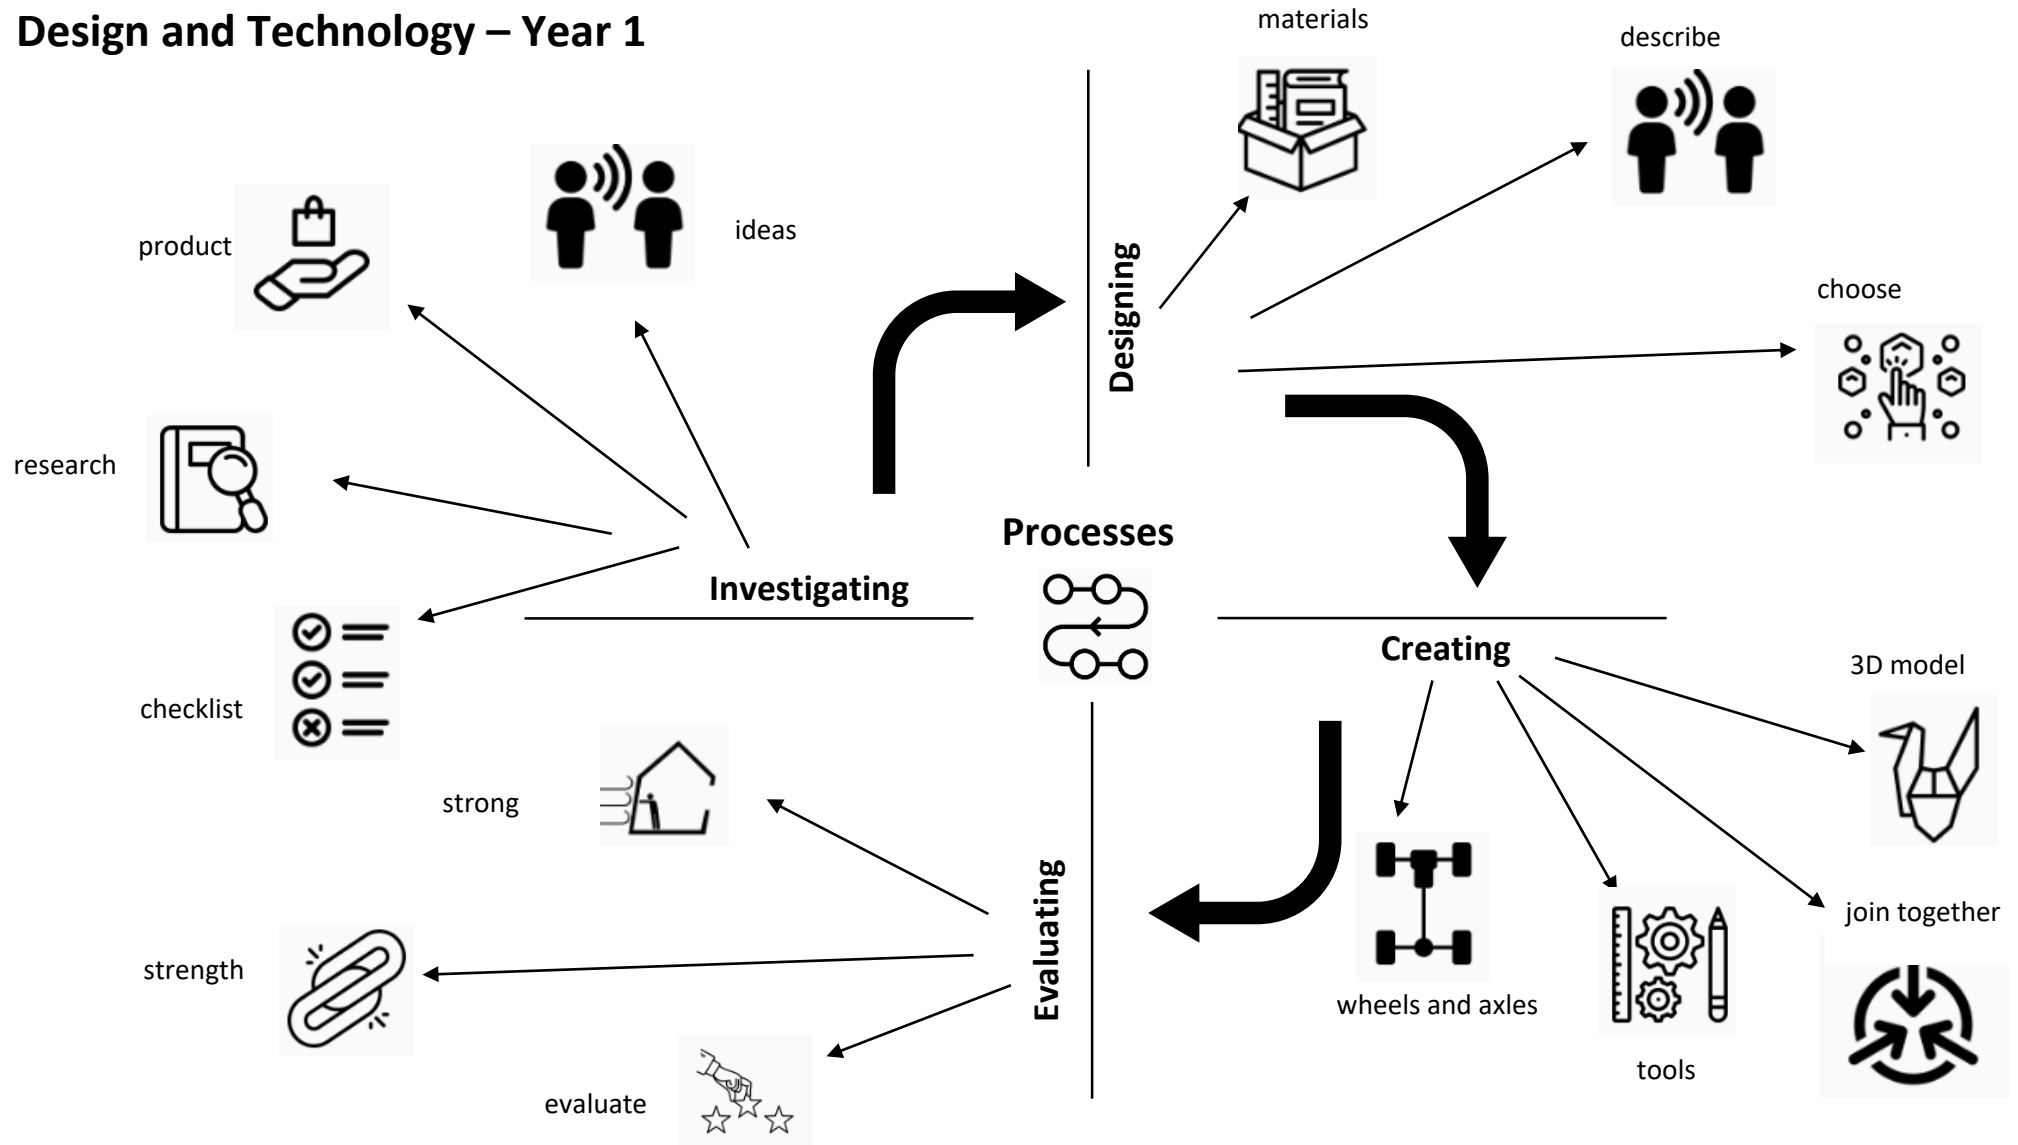 Design and Technology – Year 1
materials
describe
ideas
product
Designing
choose
research
Processes
Investigating
Creating
3D model
checklist
strong
join together
Evaluating
strength
wheels and axles
tools
evaluate